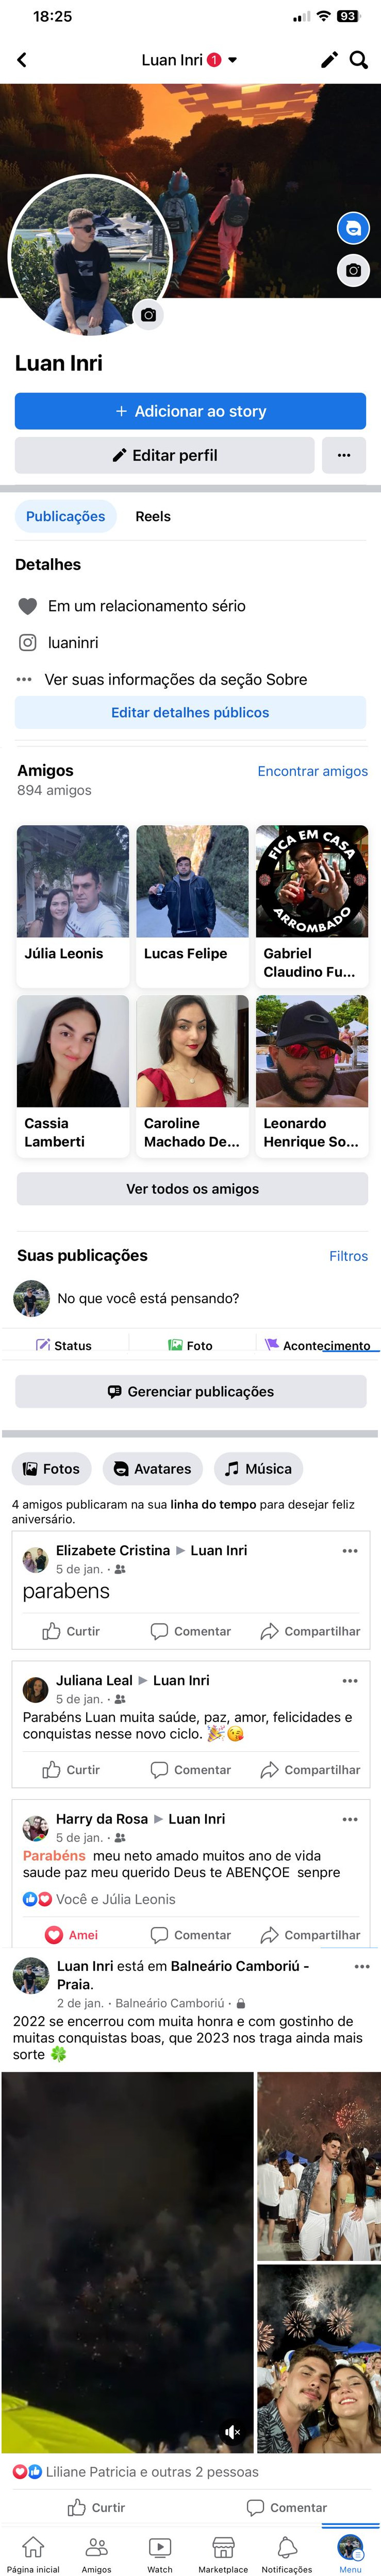 18:25
93
Luan Inri 1
Luan Inri
+ Adicionar ao story
Editar perfil
Publicações Reels
Detalhes
Em um relacionamento sério
luaninri
Ver suas informações da seção Sobre
Editar detalhes públicos
Amigos
Encontrar amigos
894 amigos
FICA EM CASA
ARROMBADO
Júlia Leonis
Lucas Felipe
Gabriel
Claudino Fu...
Cassia
Lamberti
Caroline
Machado De...
Leonardo
Henrique So...
Ver todos os amigos
Suas publicações
Filtros
No que você está pensando?
Status
Foto
Acontecimento
Gerenciar publicações
Fotos
Avatares
Música
4 amigos publicaram na sua linha do tempo para desejar feliz
aniversário.
Elizabete Cristina ▶ Luan Inri
5 de jan. ·
parabens
Curtir
Comentar
Compartilhar
Juliana Leal ▶ Luan Inri
5 de jan. ·
Parabéns Luan muita saúde, paz, amor, felicidades e
conquistas nesse novo ciclo. 🎉😘
Curtir
Comentar
Compartilhar
Harry da Rosa ▶ Luan Inri
5 de jan. ·
Parabéns meu neto amado muitos ano de vida
saude paz meu querido Deus te ABENÇOE senpre
Você e Júlia Leonis
Amei
Comentar
Compartilhar
Luan Inri está em Balneário Camboriú -
Praia.
2 de jan. · Balneário Camboriú ·
2022 se encerrou com muita honra e com gostinho de
muitas conquistas boas, que 2023 nos traga ainda mais
sorte 🍀
Liliane Patricia e outras 2 pessoas
Curtir
Comentar
Página inicial
Amigos
Watch
Marketplace
Notificações
Menu